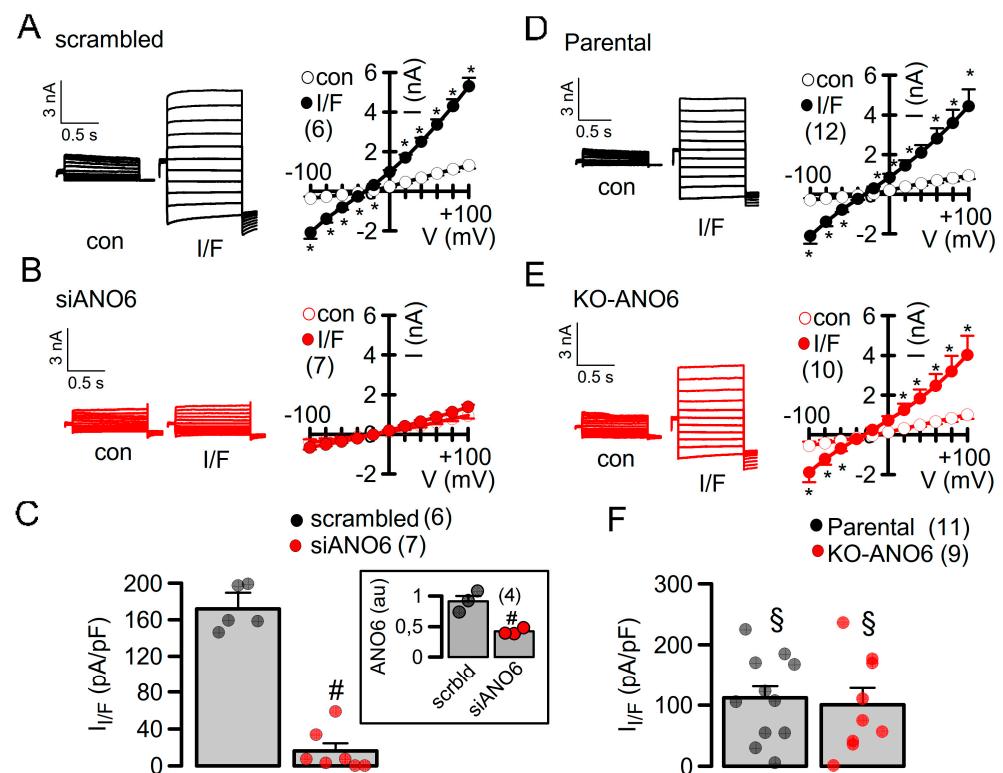 A
scrambled
3 nA
0.5 s
con
I/F
con
I/F
(6)
6
4
2
-2
I (nA)
-100
+100
V (mV)
* * * * * *
* * * * *
B
siANO6
3 nA
0.5 s
con
I/F
con
I/F
(7)
6
4
2
-2
I (nA)
-100
+100
V (mV)
C
scrambled (6)
siANO6 (7)
I I/F (pA/pF)
200
160
120
80
40
0
#
ANO6 (au)
1
0,5
0
(4)
#
scrbld
siANO6
D
Parental
3 nA
0.5 s
con
I/F
con
I/F
(12)
6
4
2
-2
I (nA)
-100
+100
V (mV)
E
KO-ANO6
3 nA
0.5 s
con
I/F
con
I/F
(10)
6
4
2
-2
I (nA)
-100
+100
V (mV)
* * * * *
* * *
F
Parental (11)
KO-ANO6 (9)
I I/F (pA/pF)
300
200
100
0
§
§